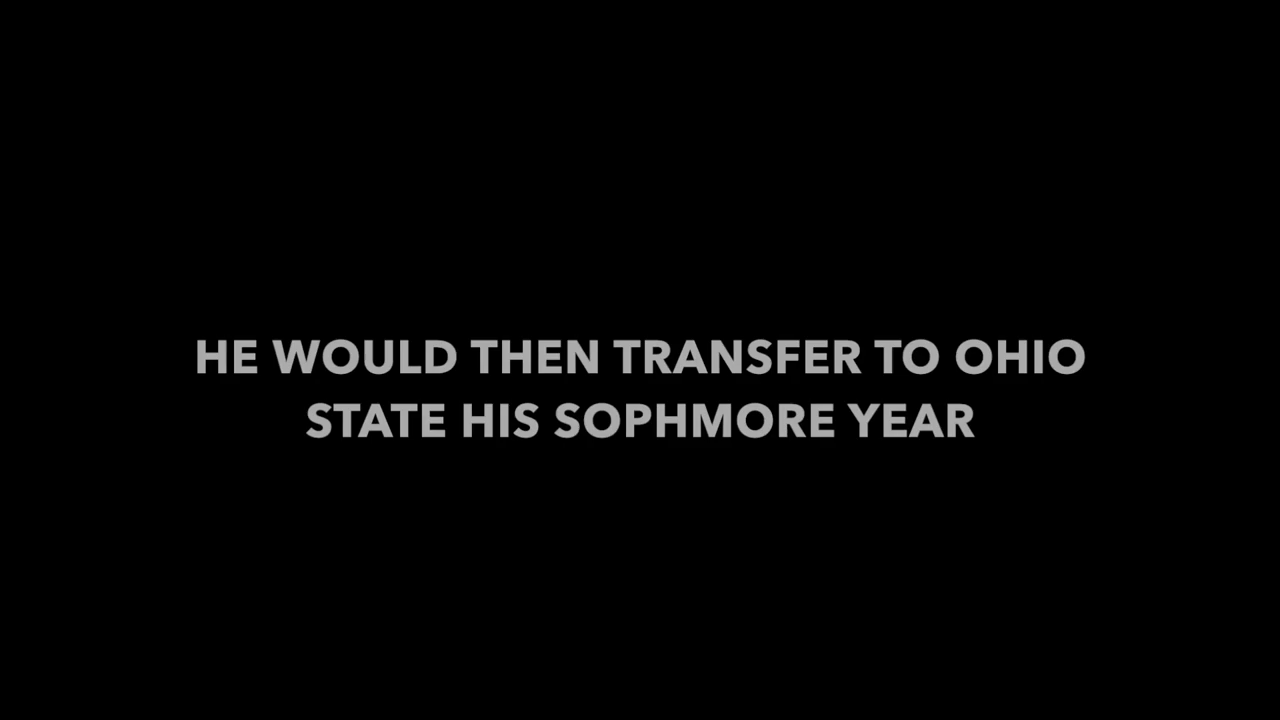 HE WOULD THEN TRANSFER TO OHIO
STATE HIS SOPHMORE YEAR